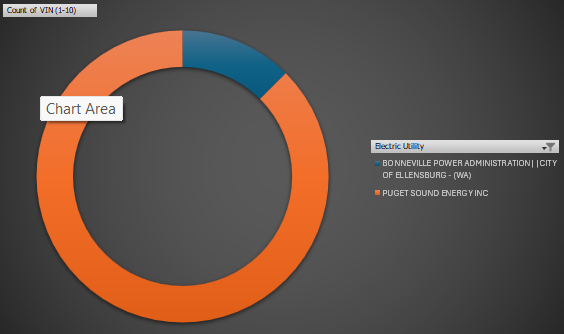 Count of VIN (1-10)
Chart Area
Electric Utility
BONNEVILLE POWER ADMINISTRATION||CITY
OF ELLENSBURG - (WA)
PUGET SOUND ENERGY INC